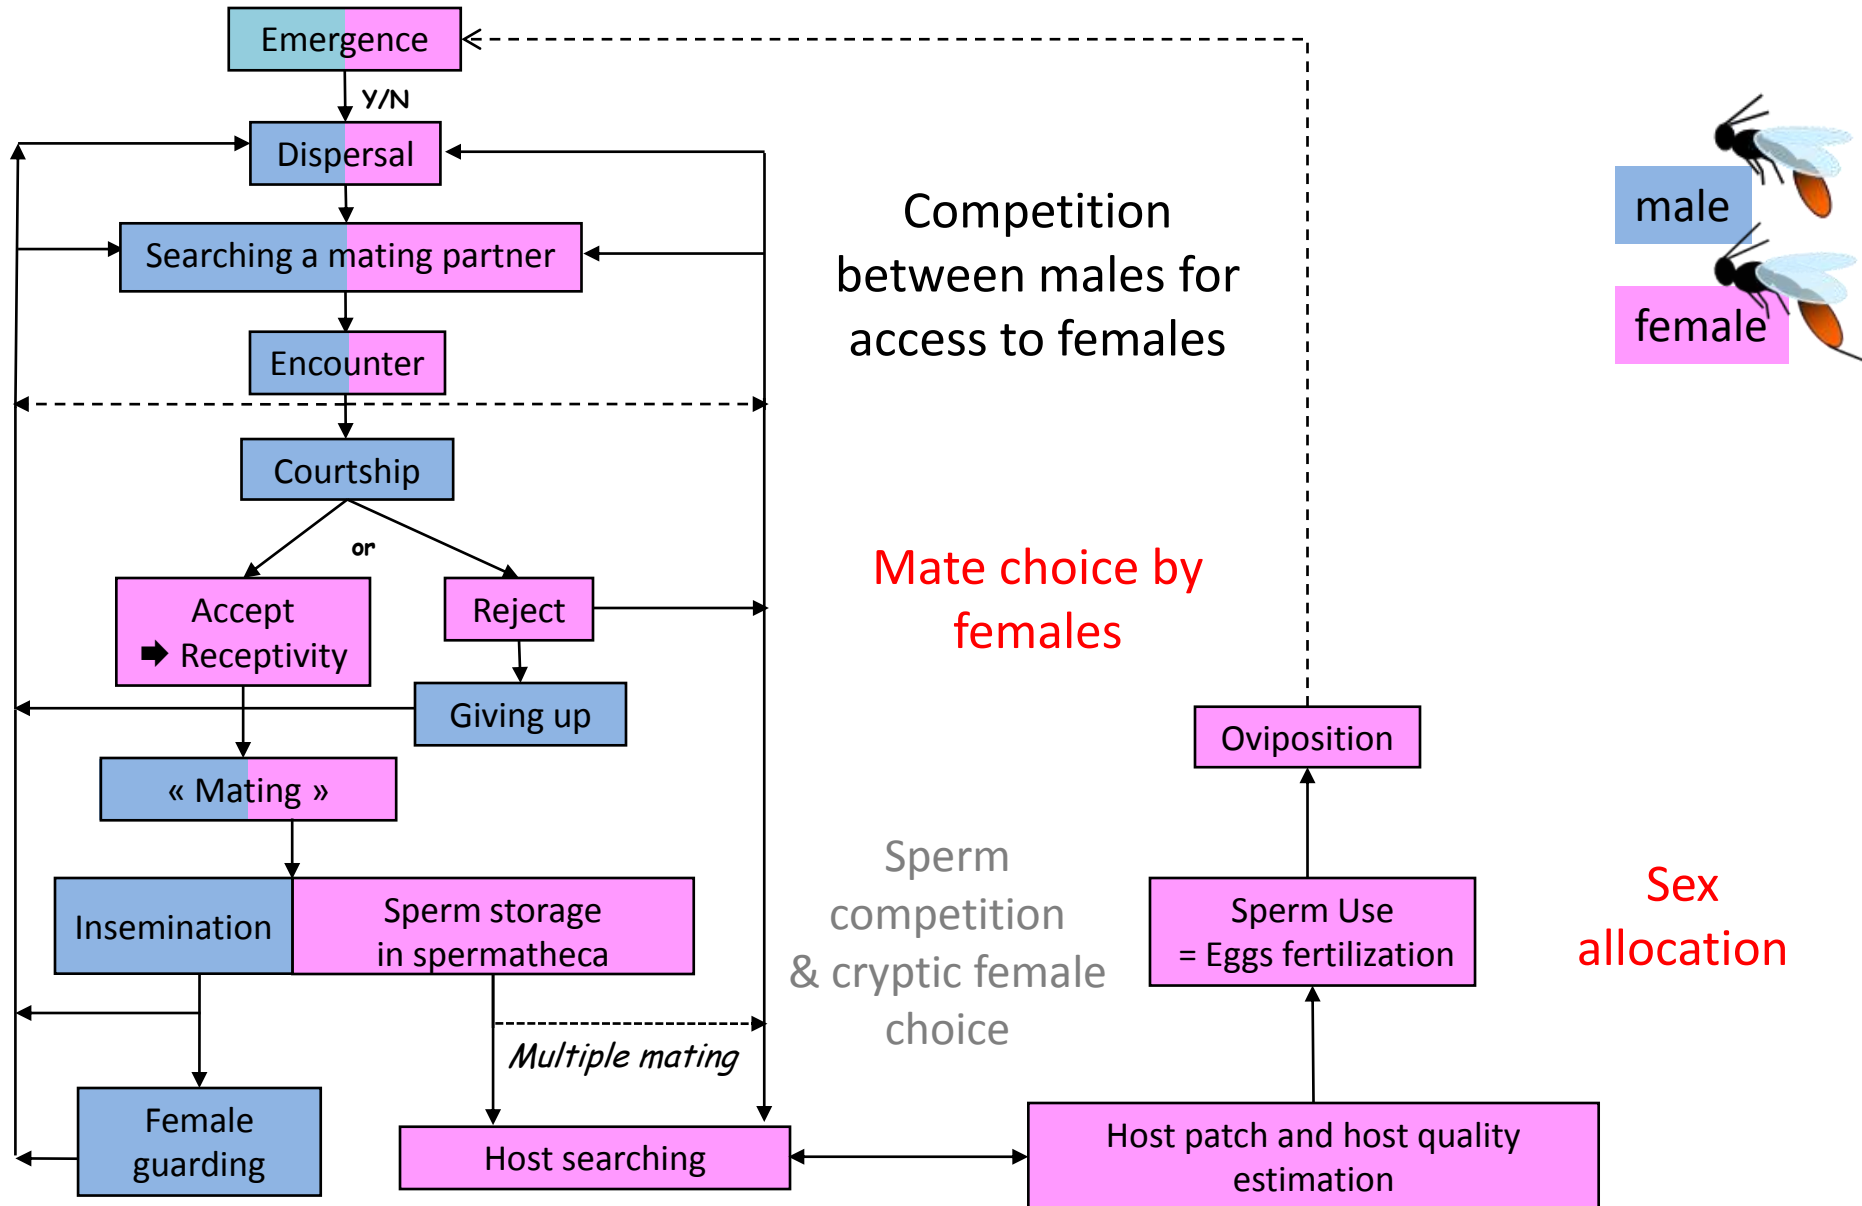 Emergence
Y/N
Dispersal
Searching a mating partner
Encounter
Courtship
or
Accept
➡ Receptivity
Reject
Giving up
« Mating »
Insemination
Sperm storage
in spermatheca
Multiple mating
Female
guarding
Host searching
Competition
between males for
access to females
Mate choice by
females
Sperm
competition
& cryptic female
choice
Oviposition
Sperm Use
= Eggs fertilization
Host patch and host quality
estimation
male
female
Sex
allocation